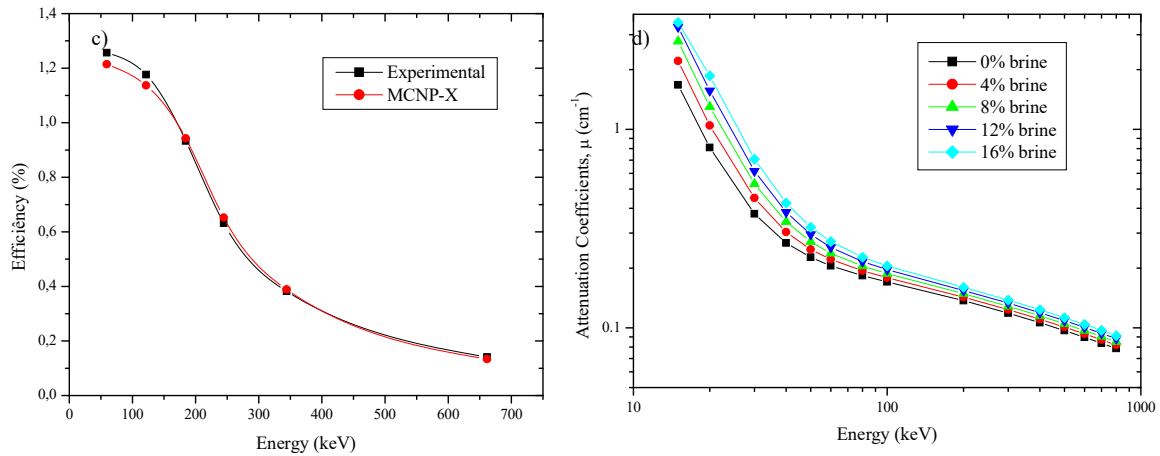 c)
Experimental
MCNP-X
Efficiêncy (%)
1,4
1,2
1,0
0,8
0,6
0,4
0,2
0,0
0 100 200 300 400 500 600 700
Energy (keV)
d)
0% brine
4% brine
8% brine
12% brine
16% brine
Attenuation Coefficients, μ (cm⁻¹)
1
0.1
10 100 1000
Energy (keV)